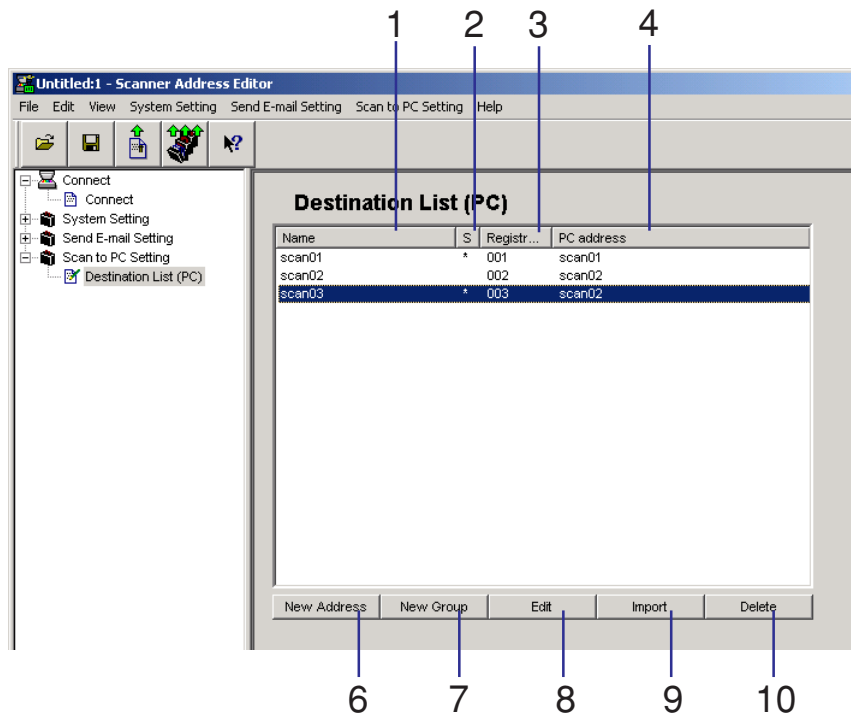 1 2 3 4
Untitled:1 - Scanner Address Editor
File Edit View System Setting Send E-mail Setting Scan to PC Setting Help
Connect
Connect
System Setting
Send E-mail Setting
Scan to PC Setting
Destination List (PC)
Destination List (PC)
Name S Registr... PC address
scan01 * 001 scan01
scan02 002 scan02
scan03 * 003 scan02
New Address New Group Edit Import Delete
6 7 8 9 10